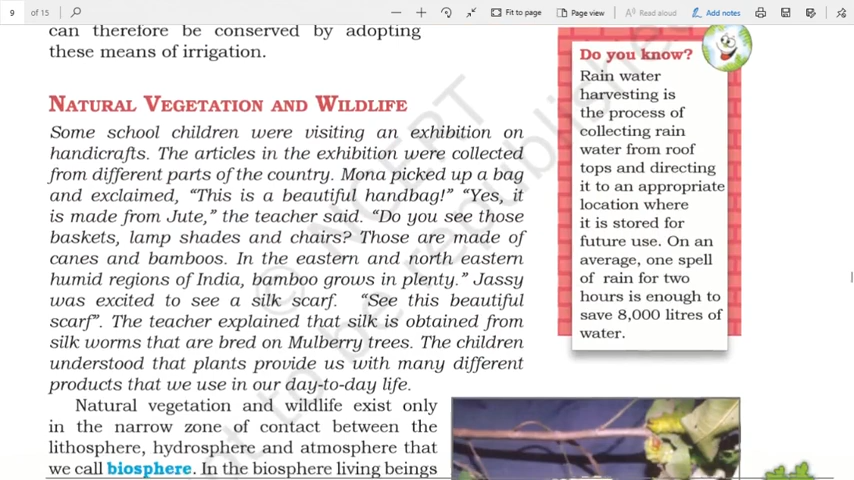 9 of 15
Fit to page
Page view
Read aloud
Add notes
can therefore be conserved by adopting
these means of irrigation.
NATURAL VEGETATION AND WILDLIFE
Some school children were visiting an exhibition on
handicrafts. The articles in the exhibition were collected
from different parts of the country. Mona picked up a bag
and exclaimed, “This is a beautiful handbag!” “Yes, it
is made from Jute,” the teacher said. “Do you see those
baskets, lamp shades and chairs? Those are made of
canes and bamboos. In the eastern and north eastern
humid regions of India, bamboo grows in plenty.” Jassy
was excited to see a silk scarf. “See this beautiful
scarf”. The teacher explained that silk is obtained from
silk worms that are bred on Mulberry trees. The children
understood that plants provide us with many different
products that we use in our day-to-day life.
Natural vegetation and wildlife exist only
in the narrow zone of contact between the
lithosphere, hydrosphere and atmosphere that
we call biosphere. In the biosphere living beings
Do you know?
Rain water
harvesting is
the process of
collecting rain
water from roof
tops and directing
it to an appropriate
location where
it is stored for
future use. On an
average, one spell
of rain for two
hours is enough to
save 8,000 litres of
water.
© NCERT
not to be republished